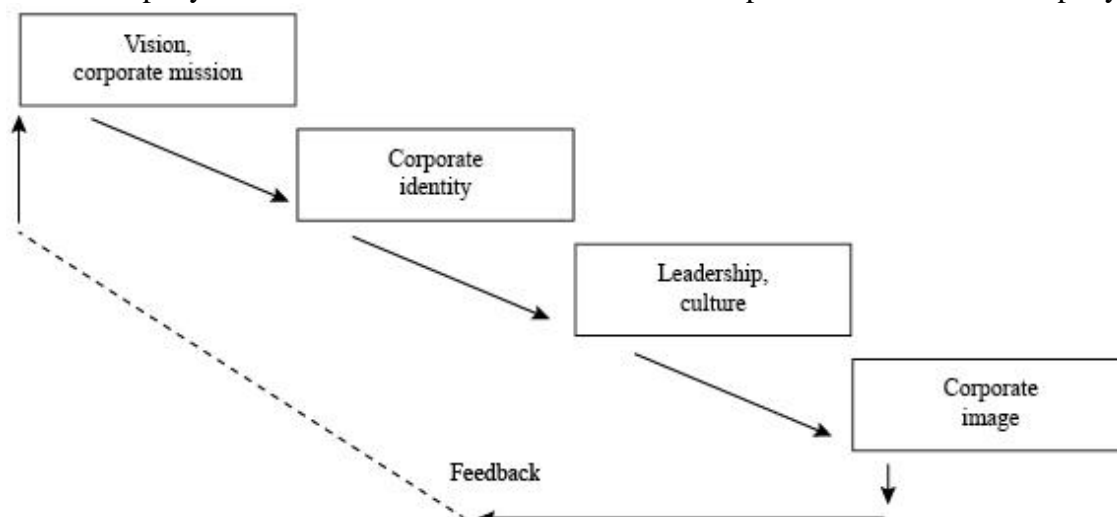 Vision,
corporate mission
Corporate
identity
Leadership,
culture
Corporate
image
Feedback